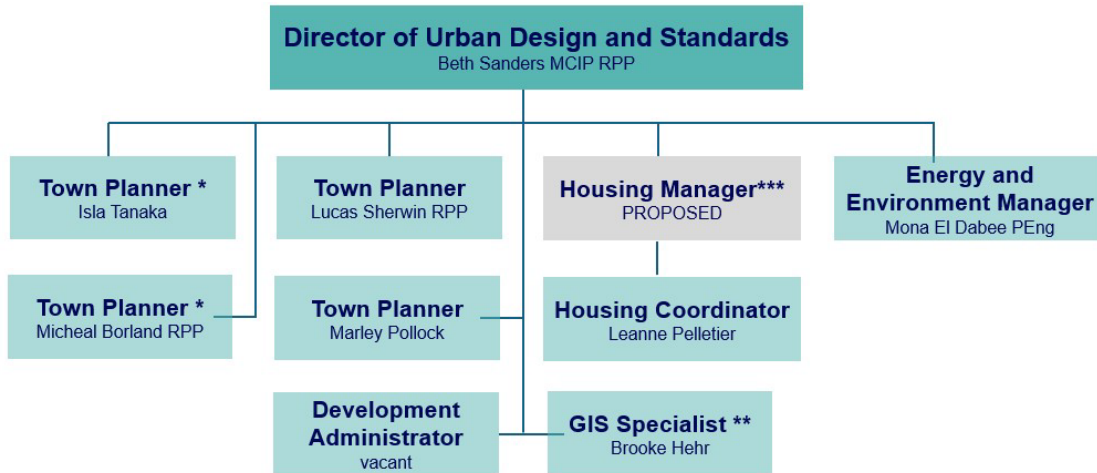 Director of Urban Design and Standards
Beth Sanders MCIP RPP
Town Planner *
Isla Tanaka
Town Planner
Lucas Sherwin RPP
Housing Manager***
PROPOSED
Energy and
Environment Manager
Mona El Dabee PEng
Town Planner *
Micheal Borland RPP
Town Planner
Marley Pollock
Housing Coordinator
Leanne Pelletier
Development
Administrator
vacant
GIS Specialist **
Brooke Hehr